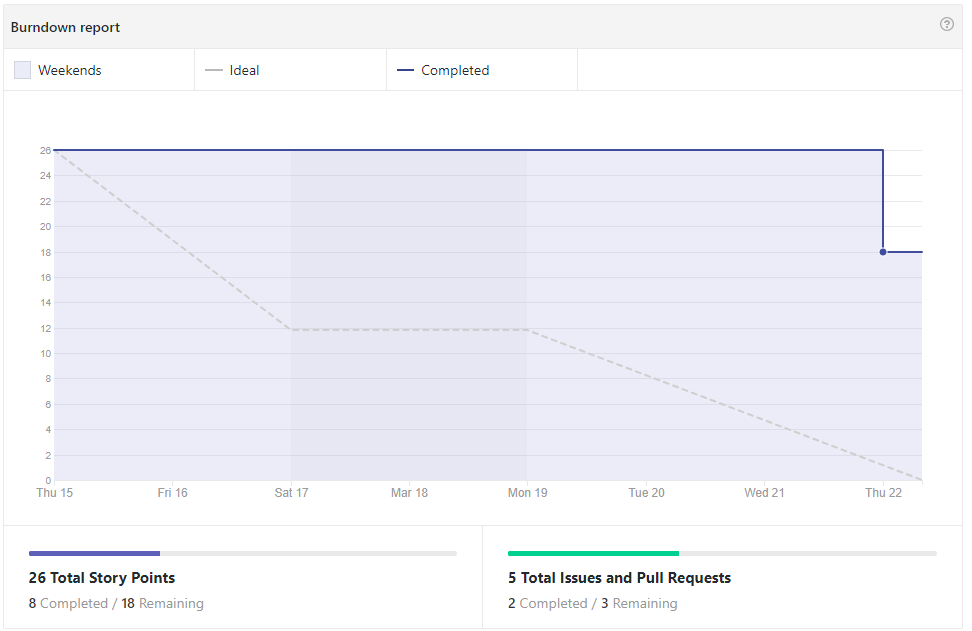 Burndown report
Weekends
Ideal
Completed
26
24
22
20
18
16
14
12
10
8
6
4
2
0
Thu 15 Fri 16 Sat 17 Mar 18 Mon 19 Tue 20 Wed 21 Thu 22
26 Total Story Points
8 Completed / 18 Remaining
5 Total Issues and Pull Requests
2 Completed / 3 Remaining